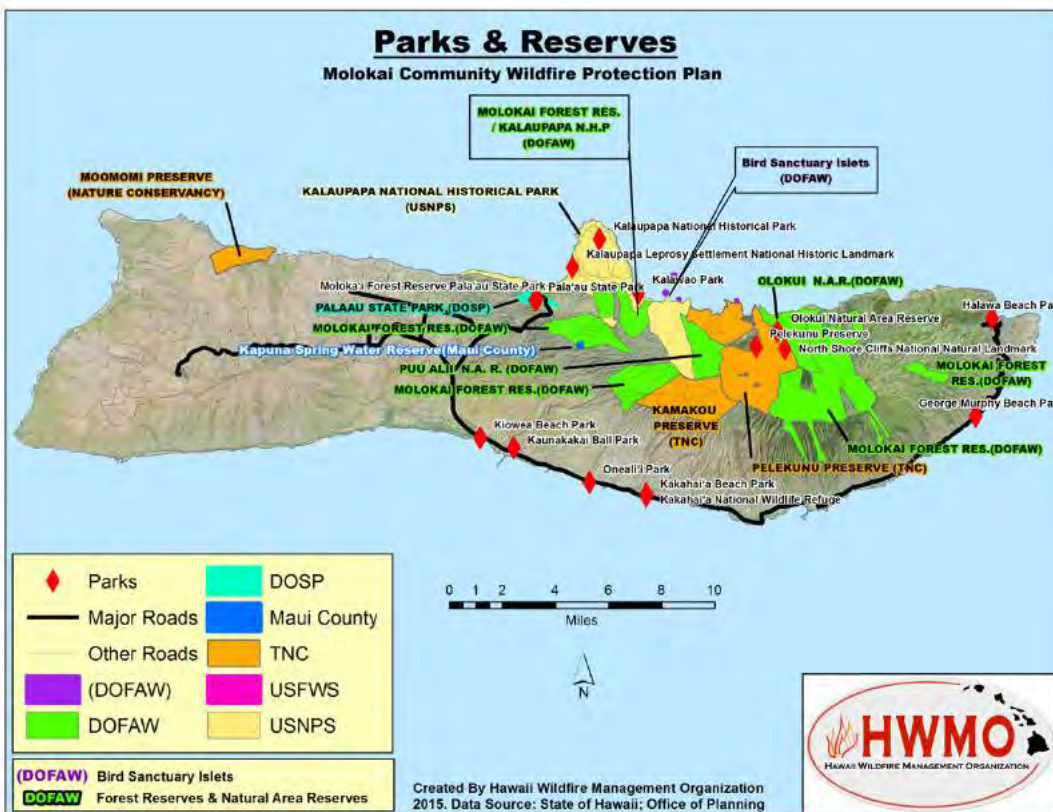 Parks & Reserves
Molokai Community Wildfire Protection Plan
MOLOKAI FOREST RES.
/ KALAUPAPA N.H.P
(DOFAW)
Bird Sanctuary Islets
(DOFAW)
MOOMOMI PRESERVE
(NATURE CONSERVANCY)
KALAUPAPA NATIONAL HISTORICAL PARK
(USNPS)
Kalaupapa National Historical Park
Kalaupapa Leprosy Settlement National Historic Landmark
Kalawao Park
Moloka'i Forest Reserve Pala'au State Park
Pala'au State Park
OLOKUI N.A.R.(DOFAW)
PALAAU STATE PARK (DOSP)
Halawa Beach Pa
Olokui Natural Area Reserve
MOLOKAI FOREST RES.(DOFAW)
Pelekunu Preserve
Kapuna Spring Water Reserve(Maui County)
North Shore Cliffs National Natural Landmark
PUU ALII N.A. R. (DOFAW)
MOLOKAI FOREST
RES.(DOFAW)
MOLOKAI FOREST RES.(DOFAW)
KAMAKOU
PRESERVE
(TNC)
George Murphy Beach Pa
Kiowea Beach Park
Kaunakakai Ball Park
MOLOKAI FOREST RES.(DOFAW)
PELEKUNU PRESERVE (TNC)
Oneali'i Park
Kakahai'a Beach Park
Kakahai'a National Wildlife Refuge
Parks
Major Roads
Other Roads
(DOFAW)
DOFAW
DOSP
Maui County
TNC
USFWS
USNPS
(DOFAW) Bird Sanctuary Islets
DOFAW Forest Reserves & Natural Area Reserves
0 1 2 4 6 8 10
Miles
N
Created By Hawaii Wildfire Management Organization
2015. Data Source: State of Hawaii; Office of Planning
HWMO
HAWAII WILDFIRE MANAGEMENT ORGANIZATION